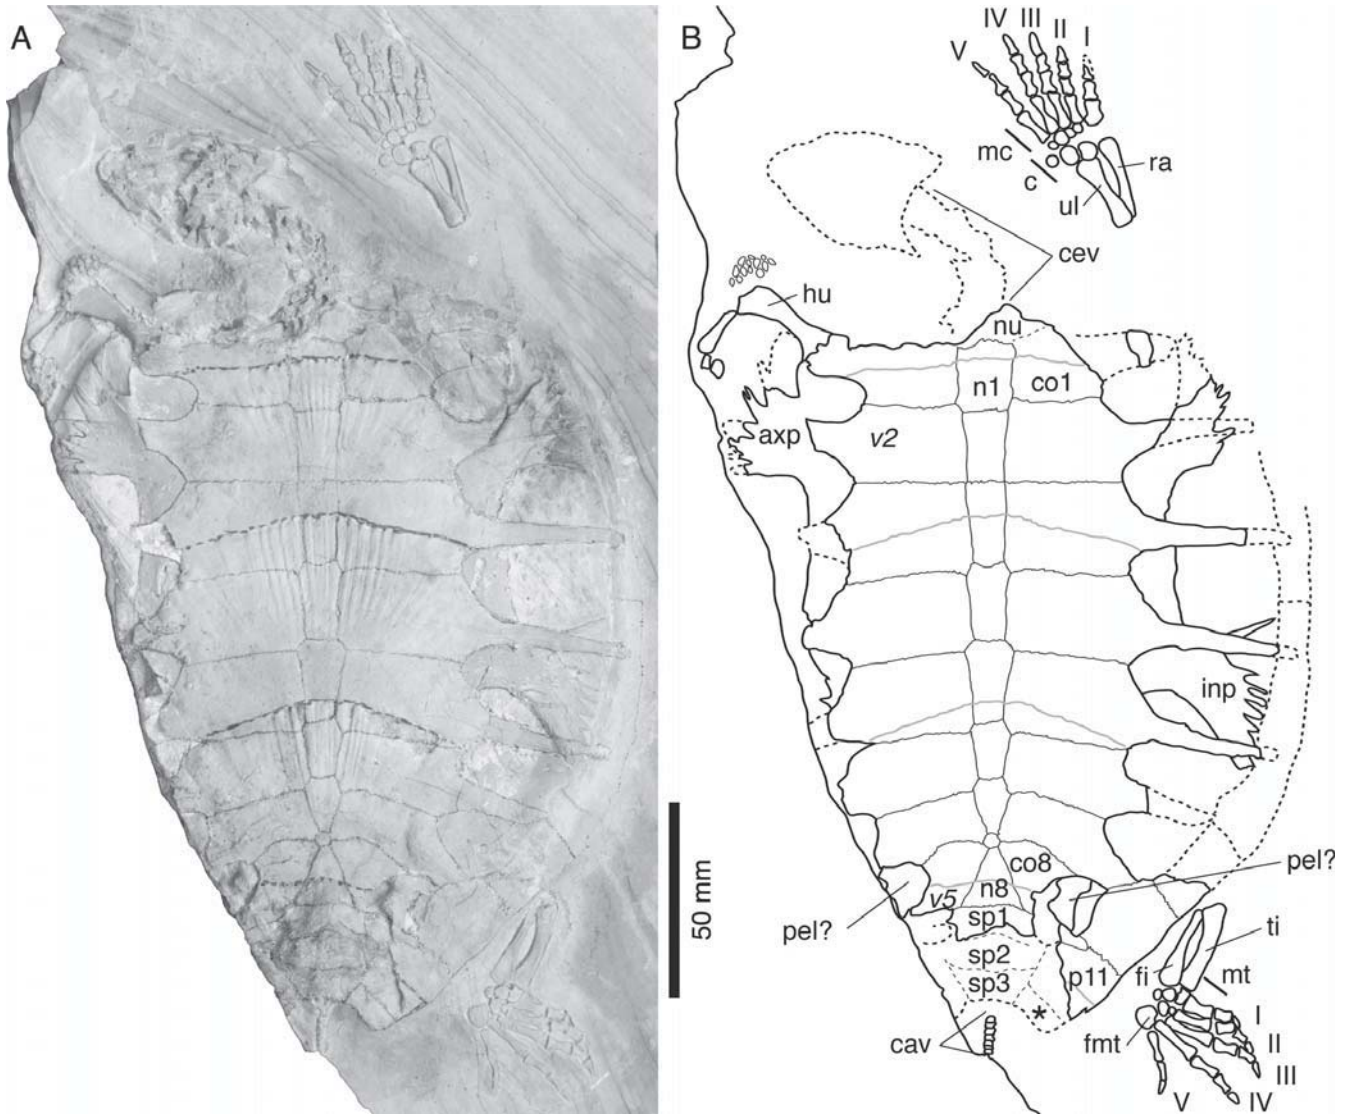 A
B
IV III II I
V
mc
c
ul
ra
cev
hu
nu
n1
co1
axp
v2
inp
co8
pel?
n8
v5
sp1
pel?
sp2
ti
fi
mt
p11
sp3
*
I
cav
fmt
II
III
V
IV
50 mm